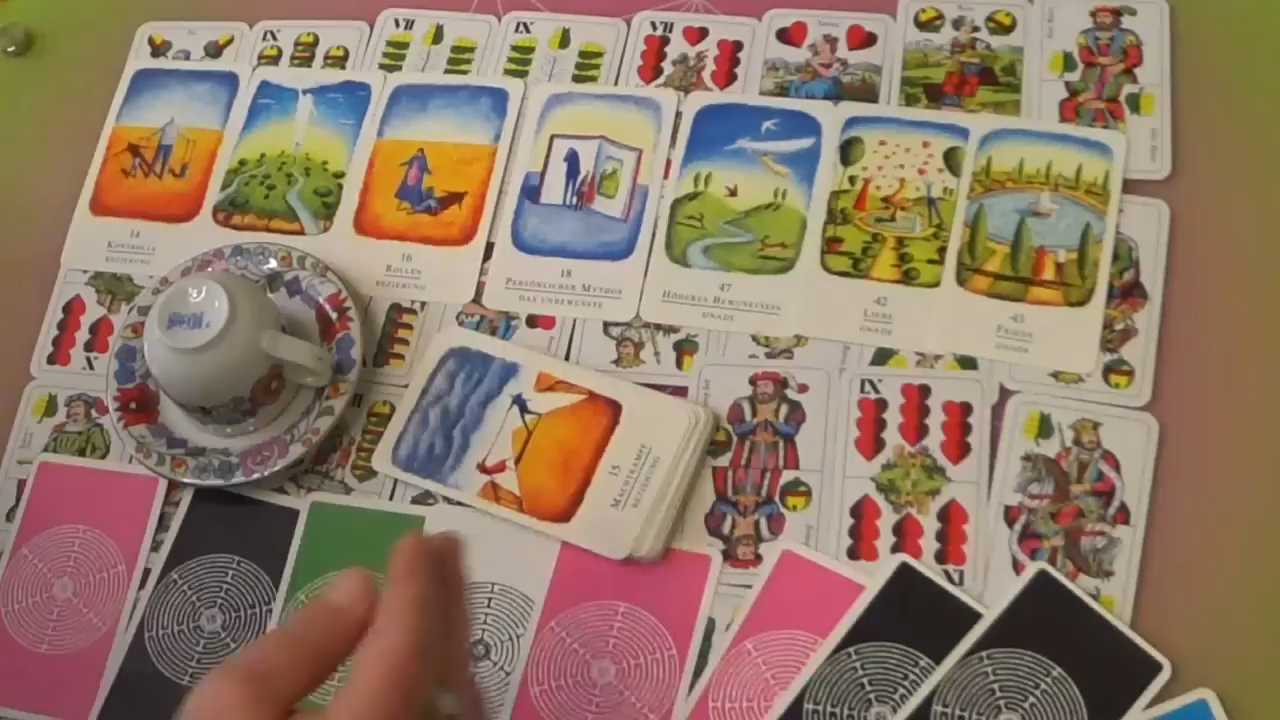 VII
IX
VII
IX
14
KONTROLLE
BEZIEHUNG
16
ROLLEN
BEZIEHUNG
18
PERSÖNLICHER MYTHOS
DAS UNBEWUSSTE
47
HÖHERES BEWUSSTSEIN
GNADE
42
LIEBE
GNADE
43
FRIEDE
X
15
MACHTKAMPF
BEZIEHUNG
IX